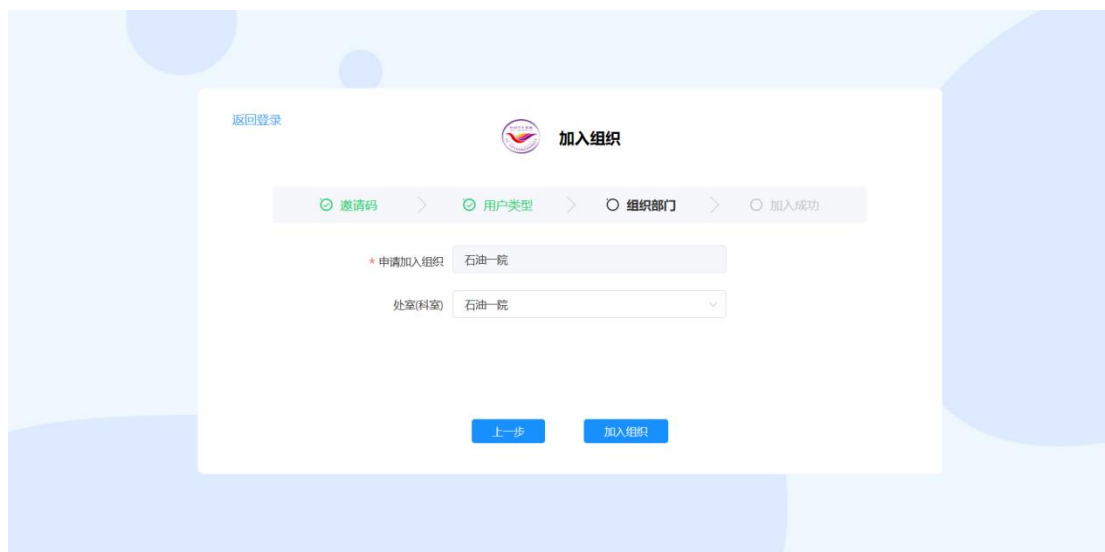 返回登录
加入组织
邀请码 用户类型 组织部门 加入成功
* 申请加入组织 石油一院
处室(科室) 石油一院
上一步 加入组织